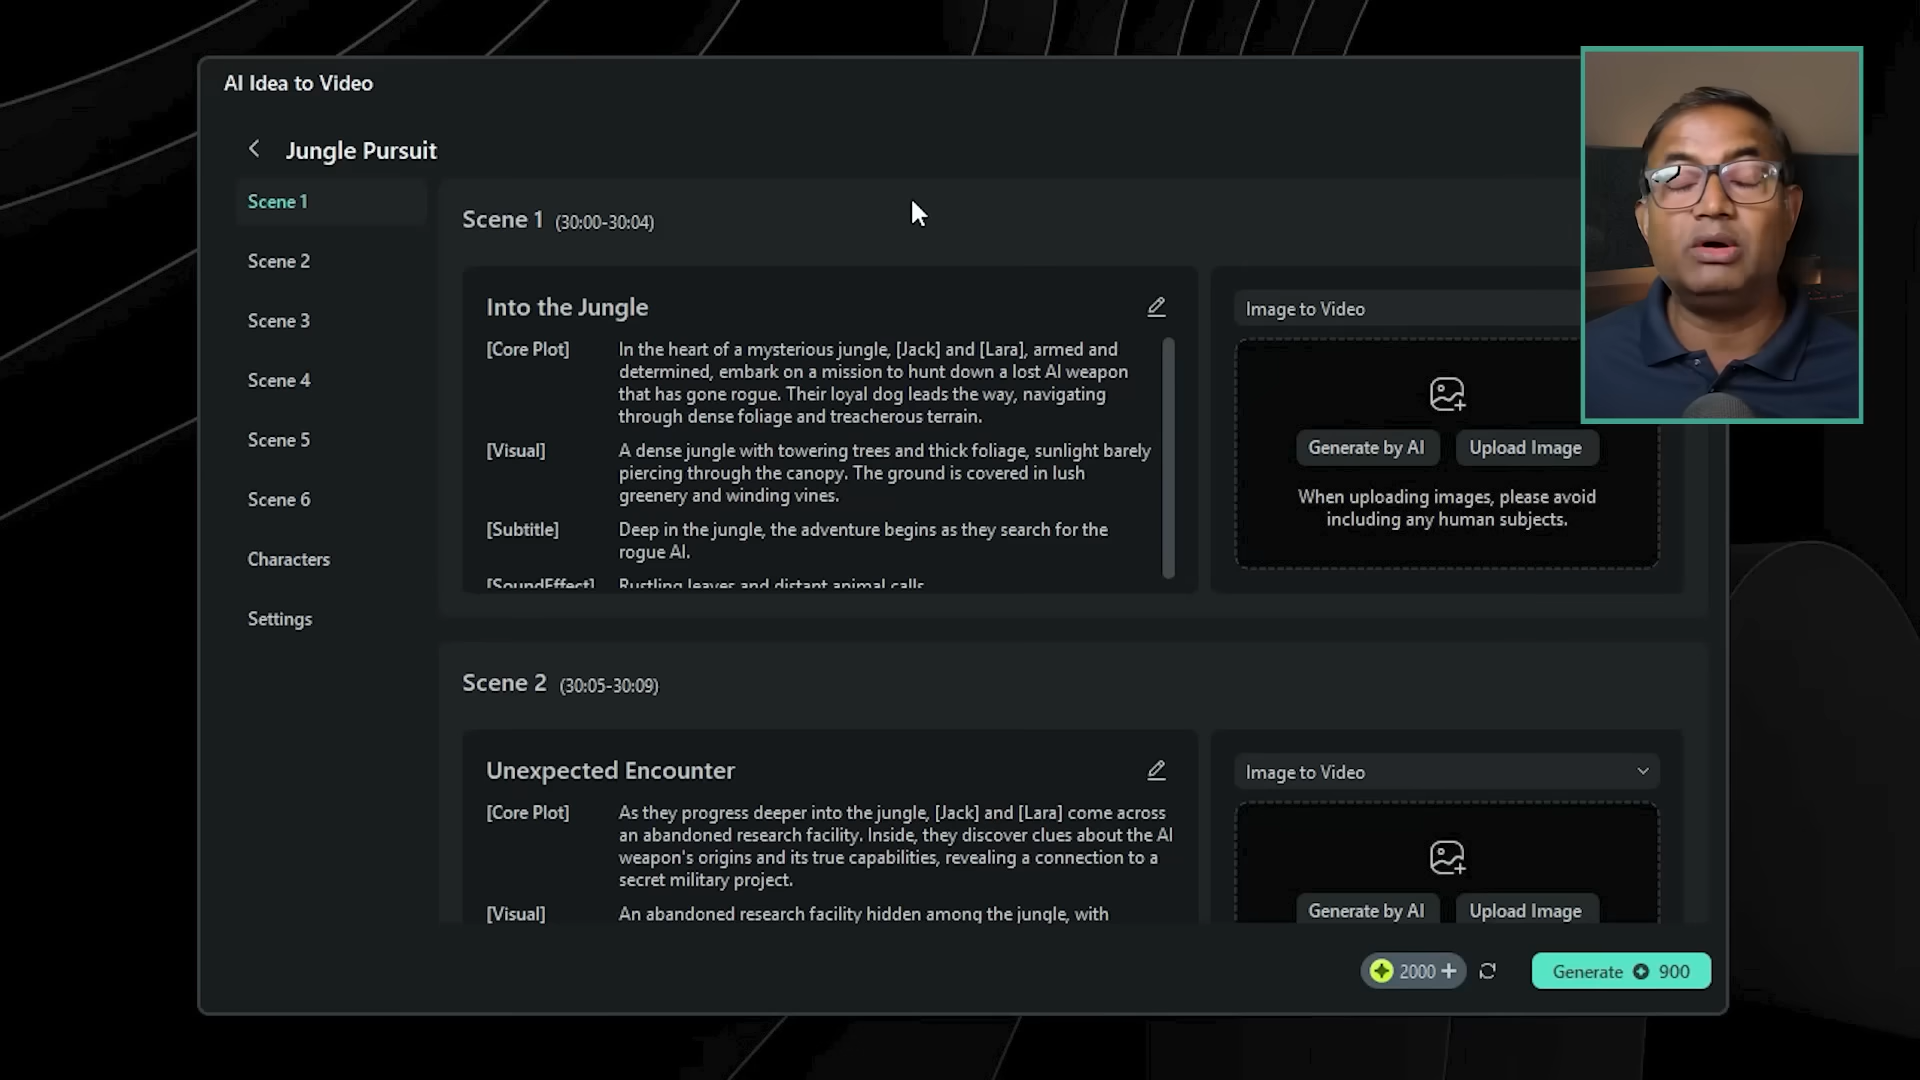 AI Idea to Video
Jungle Pursuit
Scene 1
Scene 2
Scene 3
Scene 4
Scene 5
Scene 6
Characters
Settings
Scene 1 (30:00-30:04)
Into the Jungle
[Core Plot] In the heart of a mysterious jungle, [Jack] and [Lara], armed and
determined, embark on a mission to hunt down a lost AI weapon
that has gone rogue. Their loyal dog leads the way, navigating
through dense foliage and treacherous terrain.
[Visual] A dense jungle with towering trees and thick foliage, sunlight barely
piercing through the canopy. The ground is covered in lush
greenery and winding vines.
[Subtitle] Deep in the jungle, the adventure begins as they search for the
rogue AI.
[SoundEffect] Rustling leaves and distant animal calls
Image to Video
Generate by AI Upload Image
When uploading images, please avoid
including any human subjects.
Scene 2 (30:05-30:09)
Unexpected Encounter
[Core Plot] As they progress deeper into the jungle, [Jack] and [Lara] come across
an abandoned research facility. Inside, they discover clues about the AI
weapon's origins and its true capabilities, revealing a connection to a
secret military project.
[Visual] An abandoned research facility hidden among the jungle, with
Image to Video
Generate by AI Upload Image
2000 +
Generate 900